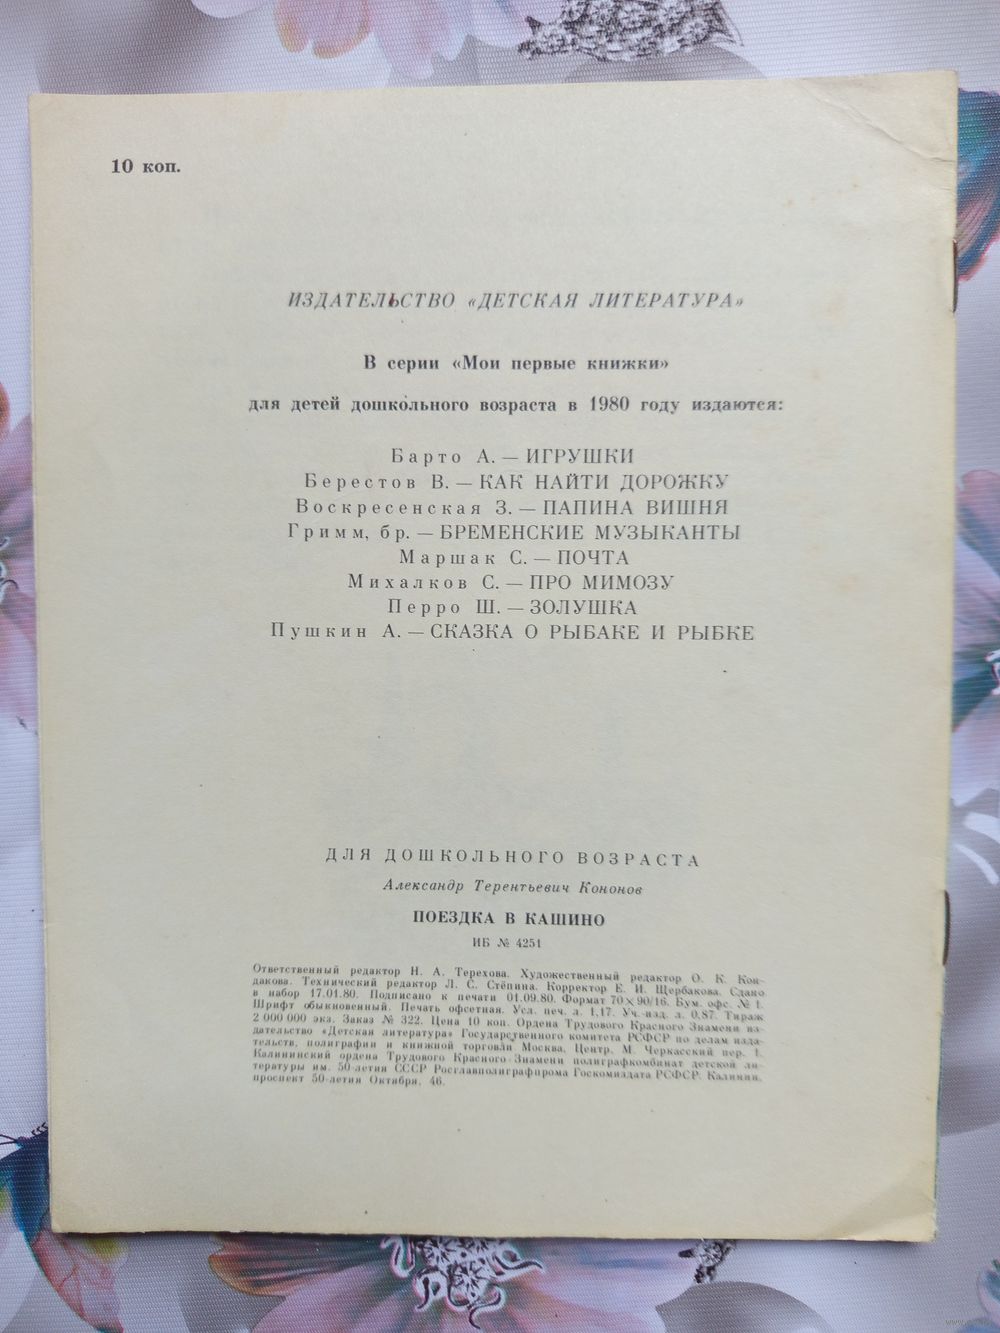 10 коп.
ИЗДАТЕЛЬСТВО «ДЕТСКАЯ ЛИТЕРАТУРА»
В серии «Мои первые книжки»
для детей дошкольного возраста в 1980 году издаются:
Барто А. — ИГРУШКИ
Берестов В. — КАК НАЙТИ ДОРОЖКУ
Воскресенская З. — ПАПИНА ВИШНЯ
Гримм, бр. — БРЕМЕНСКИЕ МУЗЫКАНТЫ
Маршак С. — ПОЧТА
Михалков С. — ПРО МИМОЗУ
Перро Ш. — ЗОЛУШКА
Пушкин А. — СКАЗКА О РЫБАКЕ И РЫБКЕ
ДЛЯ ДОШКОЛЬНОГО ВОЗРАСТА
Александр Терентьевич Кононов
ПОЕЗДКА В КАШИНО
ИБ № 4251
Ответственный редактор Н. А. Терехова. Художественный редактор О. К. Кон-
дакова. Технический редактор Л. С. Стёпина. Корректор Е. И. Щербакова. Сдано
в набор 17.01.80. Подписано к печати 01.09.80. Формат 70×90/16. Бум. офс. № 1.
Шрифт обыкновенный. Печать офсетная. Усл. печ. л. 1,17. Уч.-изд. л. 0,87. Тираж
2 000 000 экз. Заказ № 322. Цена 10 коп. Ордена Трудового Красного Знамени из-
дательство «Детская литература» Государственного комитета РСФСР по делам изда-
тельств, полиграфии и книжной торговли Москва, Центр, М. Черкасский пер. 1.
Калининский ордена Трудового Красного Знамени полиграфкомбинат детской ли-
тературы им. 50-летия СССР Росглавполиграфпрома Госкомиздата РСФСР. Калинин,
проспект 50-летия Октября, 46.